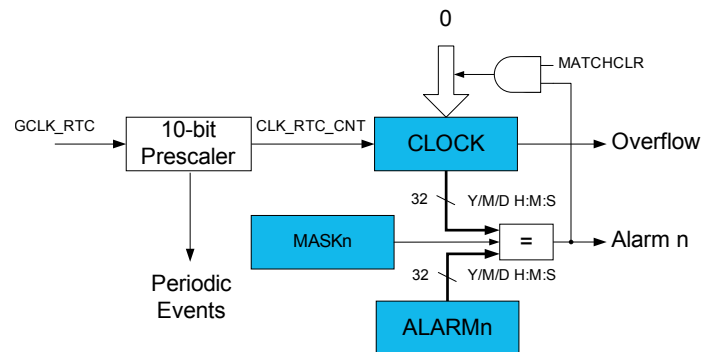 0
MATCHCLR
GCLK_RTC
10-bit
Prescaler
CLK_RTC_CNT
CLOCK
Overflow
32
Y/M/D H:M:S
MASKn
=
Alarm n
Periodic
Events
32
Y/M/D H:M:S
ALARMn